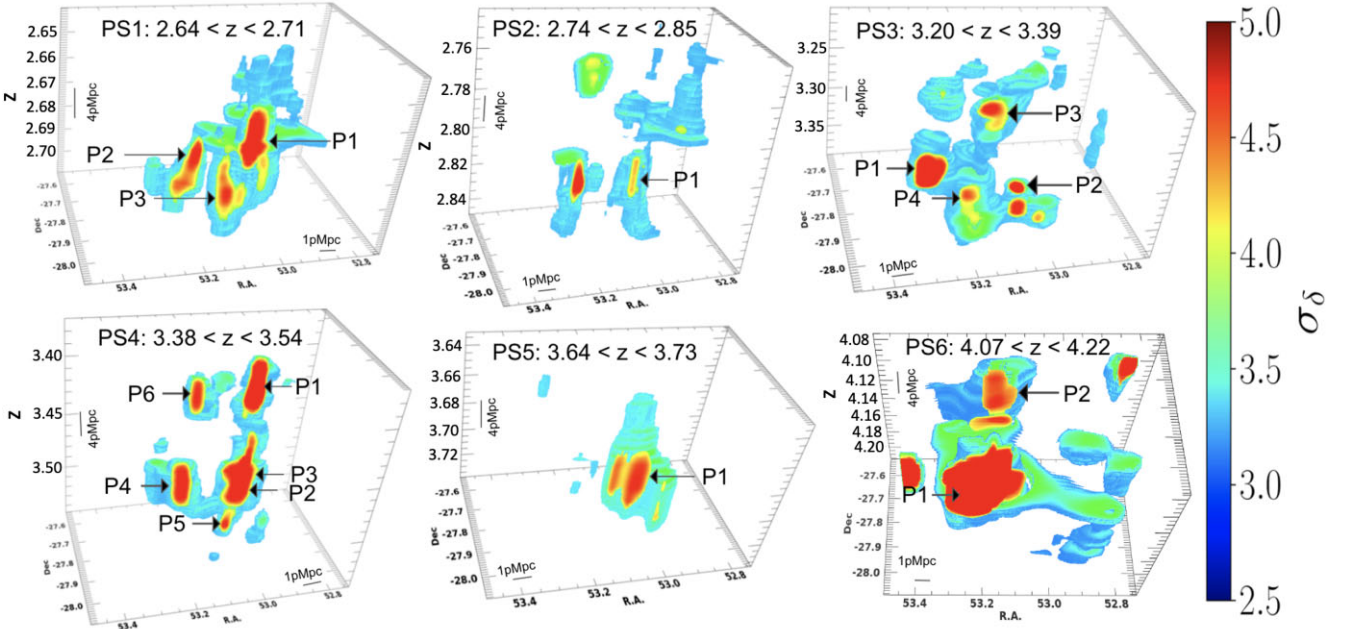 PS1: 2.64 < z < 2.71
2.65
2.66
2.67
2.68
2.69
2.70
Z
4pMpc
P1
P2
P3
-27.6
-27.7
-27.9
-28.0
Dec
53.4
53.2
53.0
52.8
R.A.
1pMpc
PS2: 2.74 < z < 2.85
2.76
2.78
2.80
2.82
2.84
Z
4pMpc
P1
-27.6
-27.7
-27.9
-28.0
Dec
53.4
53.2
53.0
52.8
R.A.
1pMpc
PS3: 3.20 < z < 3.39
3.25
3.30
3.35
Z
4pMpc
P3
P1
P2
P4
-27.6
-27.8
-27.9
-28.0
Dec
53.4
53.2
53.0
52.8
R.A.
1pMpc
PS4: 3.38 < z < 3.54
3.40
3.45
3.50
Z
4pMpc
P6
P1
P3
P4
P2
P5
-27.6
-27.7
-27.9
-28.0
Dec
53.4
53.2
53.0
52.8
R.A.
1pMpc
PS5: 3.64 < z < 3.73
3.64
3.66
3.68
3.70
3.72
Z
4pMpc
P1
-27.6
-27.7
-27.9
-28.0
Dec
53.4
53.2
53.0
52.8
R.A.
1pMpc
PS6: 4.07 < z < 4.22
4.08
4.10
4.12
4.14
4.16
4.18
4.20
Z
4pMpc
P2
P1
-27.6
-27.7
-27.8
-27.9
-28.0
Dec
53.4
53.2
53.0
52.8
R.A.
1pMpc
5.0
4.5
4.0
3.5
3.0
2.5
σδ